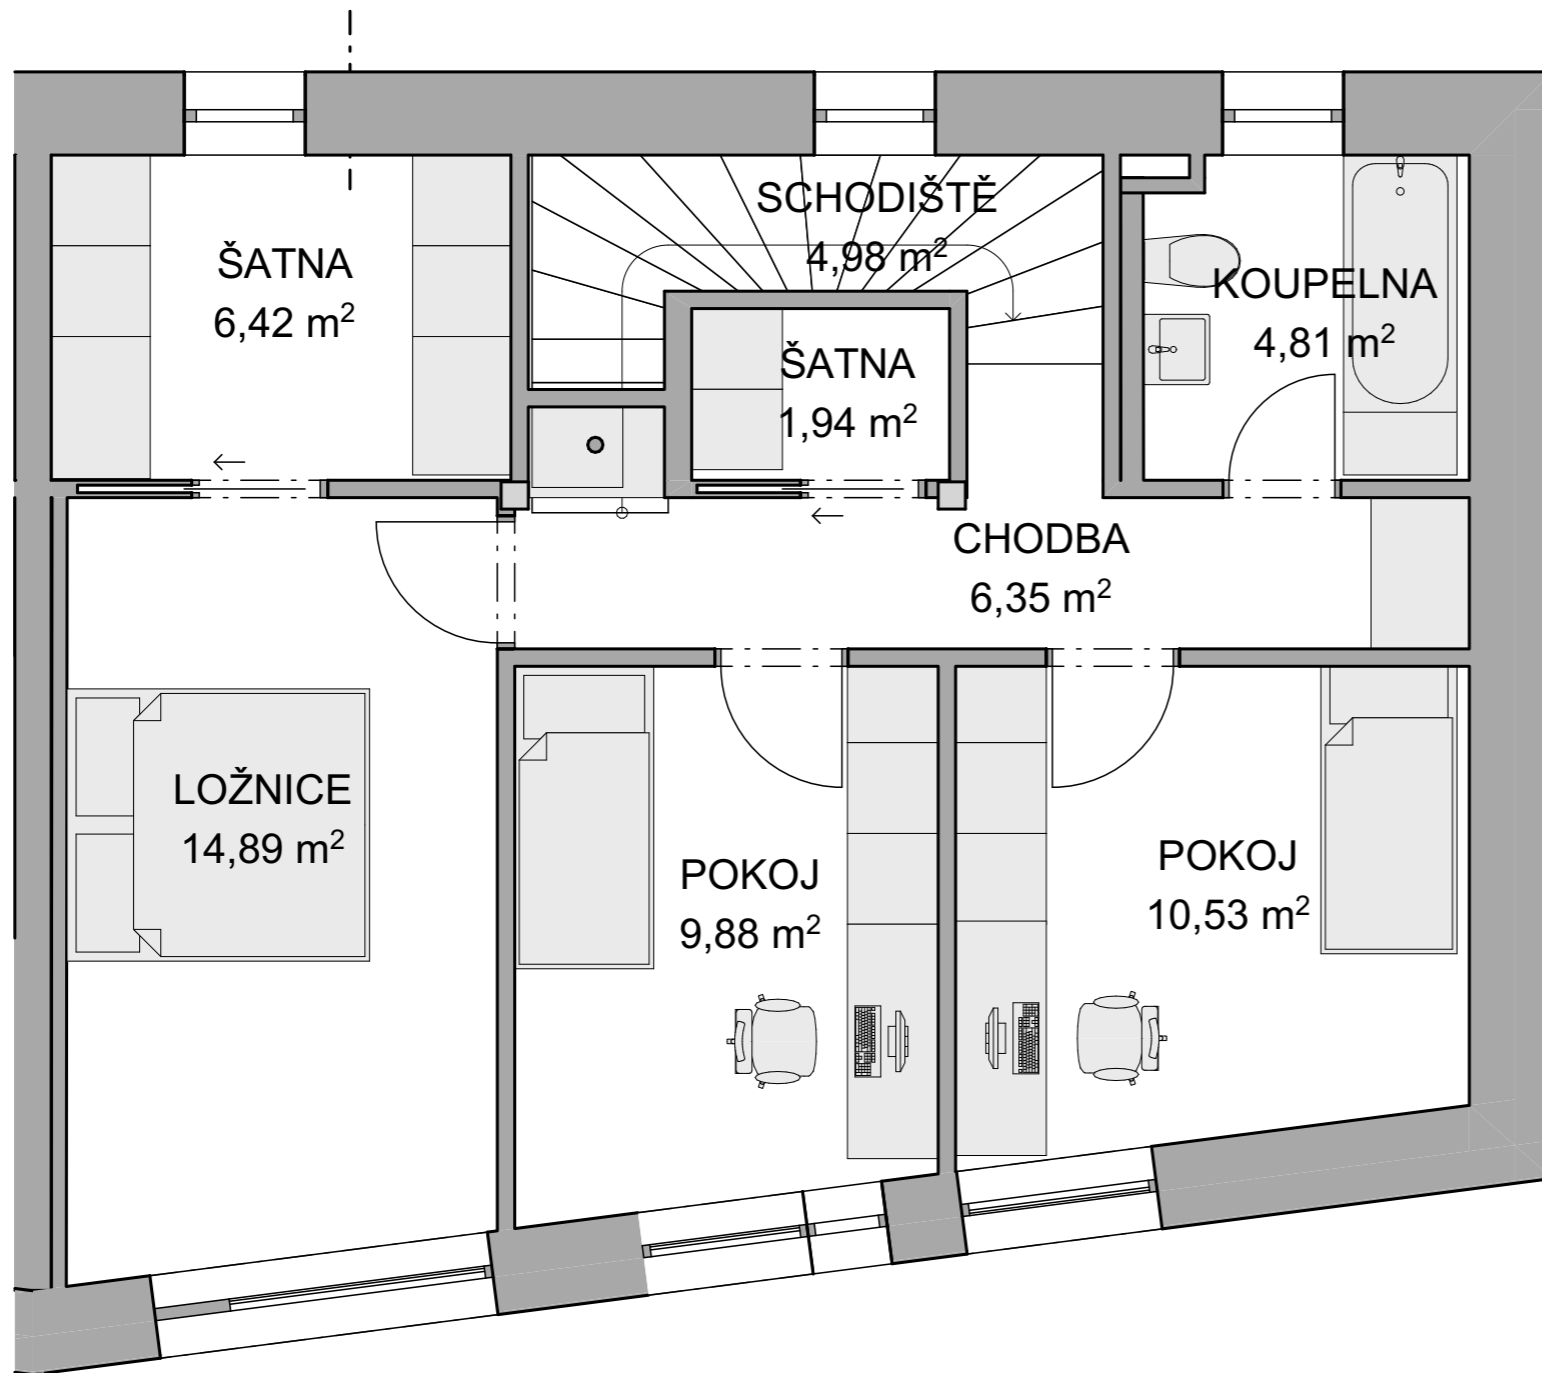 SCHODIŠTĚ
4,98 m²
ŠATNA
6,42 m²
KOUPELNA
4,81 m²
ŠATNA
1,94 m²
CHODBA
6,35 m²
LOŽNICE
14,89 m²
POKOJ
9,88 m²
POKOJ
10,53 m²